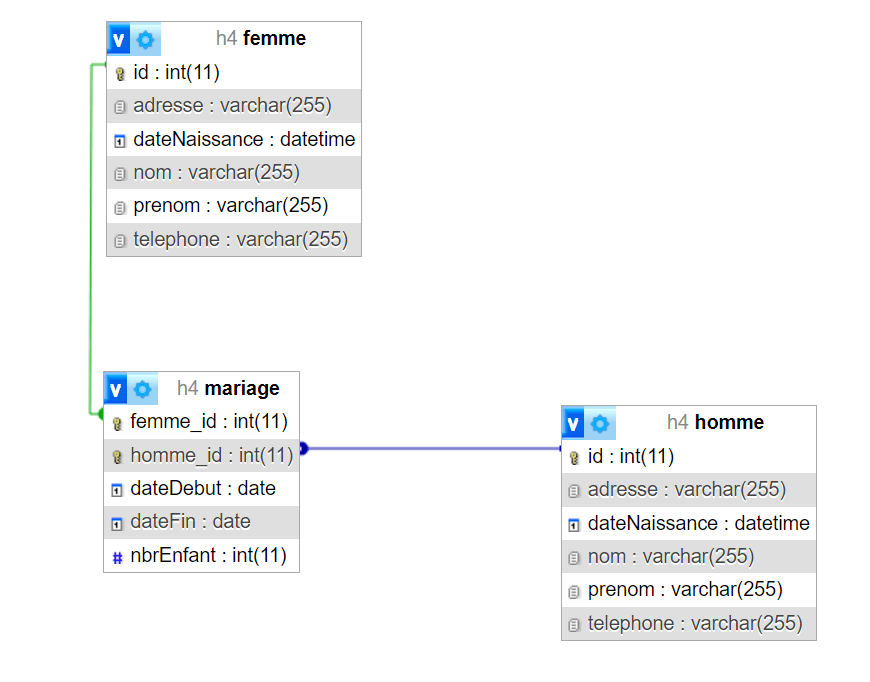 v h4 femme
id : int(11)
adresse : varchar(255)
dateNaissance : datetime
nom : varchar(255)
prenom : varchar(255)
telephone : varchar(255)
v h4 mariage
femme_id : int(11)
homme_id : int(11)
dateDebut : date
dateFin : date
# nbrEnfant : int(11)
v h4 homme
id : int(11)
adresse : varchar(255)
dateNaissance : datetime
nom : varchar(255)
prenom : varchar(255)
telephone : varchar(255)